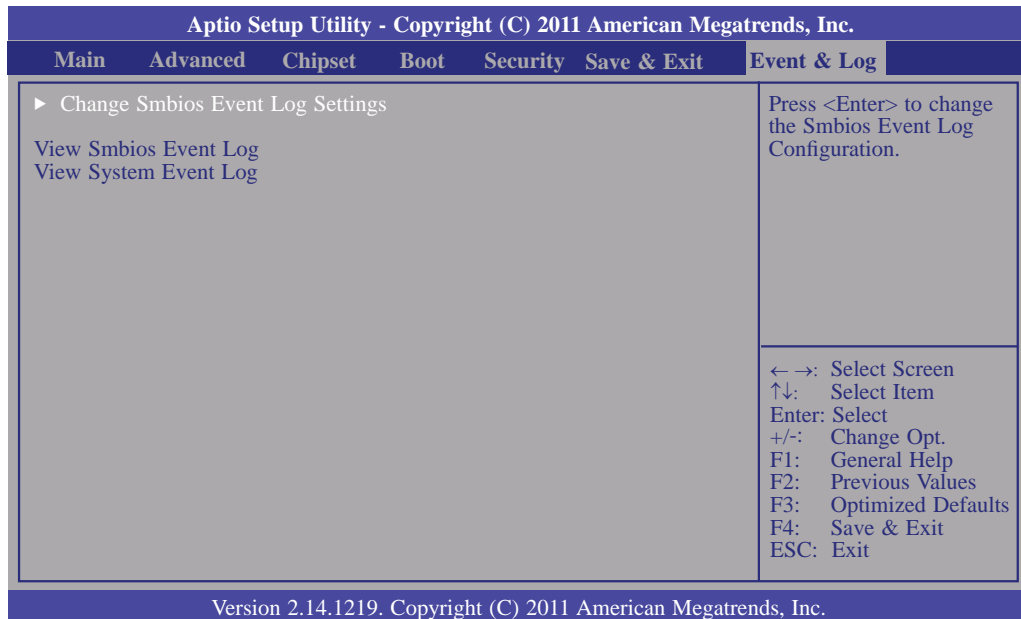 Aptio Setup Utility - Copyright (C) 2011 American Megatrends, Inc.
Main Advanced Chipset Boot Security Save & Exit Event & Log
► Change Smbios Event Log Settings
View Smbios Event Log
View System Event Log
Press <Enter> to change
the Smbios Event Log
Configuration.
← →: Select Screen
↑↓: Select Item
Enter: Select
+/-: Change Opt.
F1: General Help
F2: Previous Values
F3: Optimized Defaults
F4: Save & Exit
ESC: Exit
Version 2.14.1219. Copyright (C) 2011 American Megatrends, Inc.